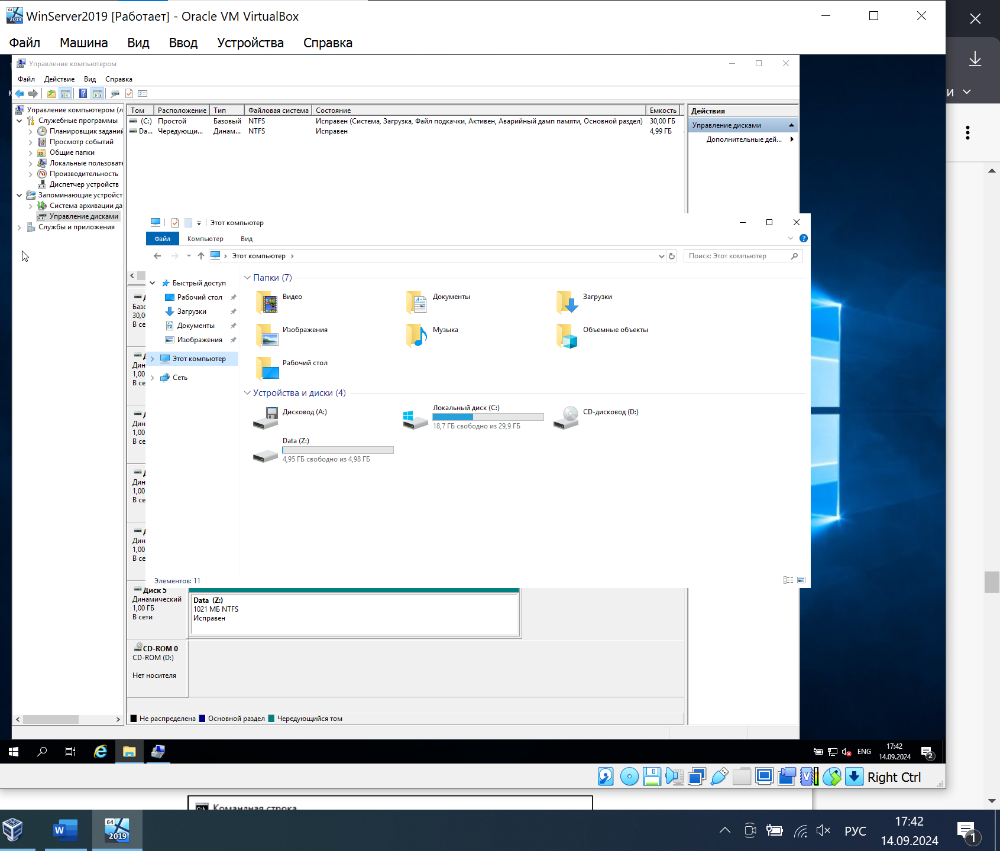 WinServer2019 [Работает] - Oracle VM VirtualBox
Файл Машина Вид Ввод Устройства Справка
Управление компьютером
Файл Действие Вид Справка
Управление компьютером (л
Служебные программы
Планировщик заданий
Просмотр событий
Общие папки
Локальные пользовате
Производительность
Диспетчер устройств
Запоминающие устройст
Система архивации да
Управление дисками
Службы и приложения
Том Расположение Тип Файловая система Состояние Емкость
(C:) Простой Базовый NTFS Исправен (Система, Загрузка, Файл подкачки, Активен, Аварийный дамп памяти, Основной раздел) 30,00 ГБ
Da... Чередующи... Динам... NTFS Исправен 4,99 ГБ
Действия
Управление дисками
Дополнительные дей...
и
Этот компьютер
Файл Компьютер Вид
Этот компьютер
Поиск: Этот компьютер
Быстрый доступ
Рабочий стол
Загрузки
Документы
Изображения
Этот компьютер
Сеть
Папки (7)
Видео
Документы
Загрузки
Изображения
Музыка
Объемные объекты
Рабочий стол
Устройства и диски (4)
Дисковод (A:)
Локальный диск (C:)
18,7 ГБ свободно из 29,9 ГБ
CD-дисковод (D:)
Data (Z:)
4,95 ГБ свободно из 4,98 ГБ
Элементов: 11
Базо
30,0
В се
Дин
1,00
В се
Дин
1,00
В се
Дин
1,00
В се
Дин
1,00
В се
Диск 5
Динамический
1,00 ГБ
В сети
Data (Z:)
1021 МБ NTFS
Исправен
CD-ROM 0
CD-ROM (D:)
Нет носителя
Не распределена Основной раздел Чередующийся том
ENG
17:42
14.09.2024
2
Right Ctrl
Командная строка
64
2019
РУС
17:42
14.09.2024
1